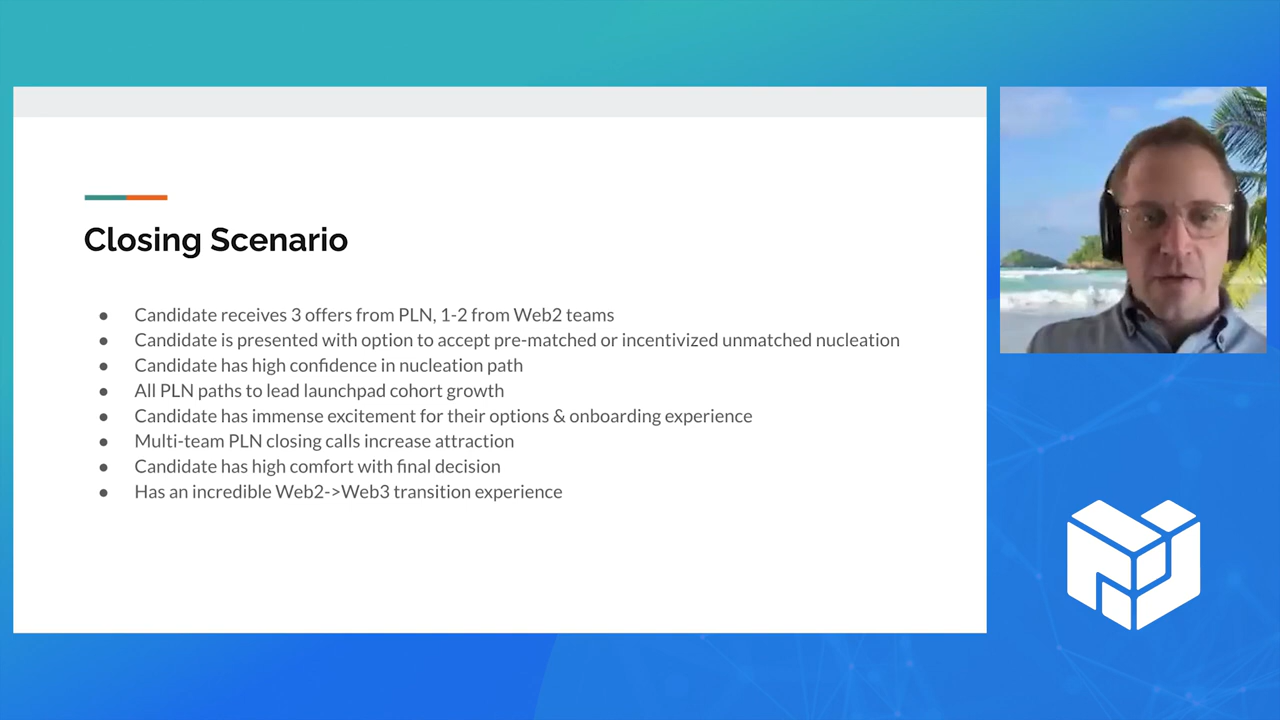 Closing Scenario
● Candidate receives 3 offers from PLN, 1-2 from Web2 teams
● Candidate is presented with option to accept pre-matched or incentivized unmatched nucleation
● Candidate has high confidence in nucleation path
● All PLN paths to lead launchpad cohort growth
● Candidate has immense excitement for their options & onboarding experience
● Multi-team PLN closing calls increase attraction
● Candidate has high comfort with final decision
● Has an incredible Web2->Web3 transition experience